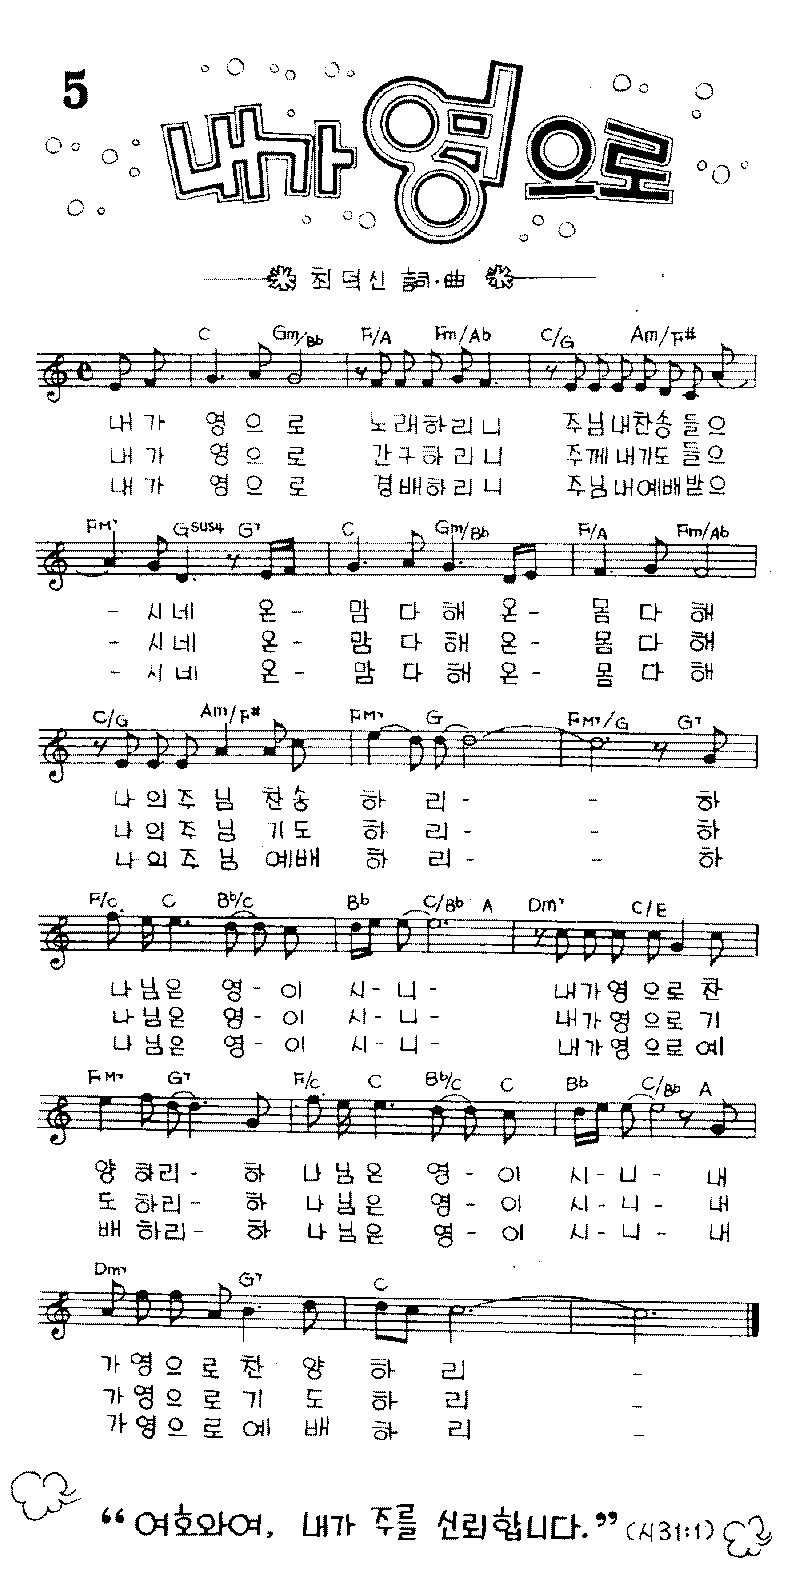 5
내가 영으로
최덕신 詞·曲
C Gm/Bb F/A Fm/Ab C/G Am/F#
내가 영으로 노래하리니 주님내찬송들으
내가 영으로 간구하리니 주께내기도들으
내가 영으로 경배하리니 주님내예배받으
FM7 Gsus4 G7 C Gm/Bb F/A Fm/Ab
- 시네 온- 맘다해 온- 몸다해
- 시네 온- 맘다해 온- 몸다해
- 시네 온- 맘다해 온- 몸다해
C/G Am/F# FM7 G FM7/G G7
나의주님 찬송 하 리- - 하
나의주님 기도 하 리- - 하
나의주님 예배 하 리- - 하
F/C C Bb/C Bb C/Bb A Dm7 C/E
나님은 영-이 시-니- 내가영으로찬
나님은 영-이 시-니- 내가영으로기
나님은 영-이 시-니- 내가영으로예
FM7 G7 F/C C Bb/C C Bb C/Bb A
양 하리- 하 나님은 영-이 시-니- 내
도 하리- 하 나님은 영-이 시-니- 내
배 하리- 하 나님은 영-이 시-니- 내
Dm7 G7 C
가영으로찬 양 하 리 -
가영으로기 도 하 리 -
가영으로예 배 하 리 -
“여호와여, 내가 주를 신뢰합니다.” (시31:1)